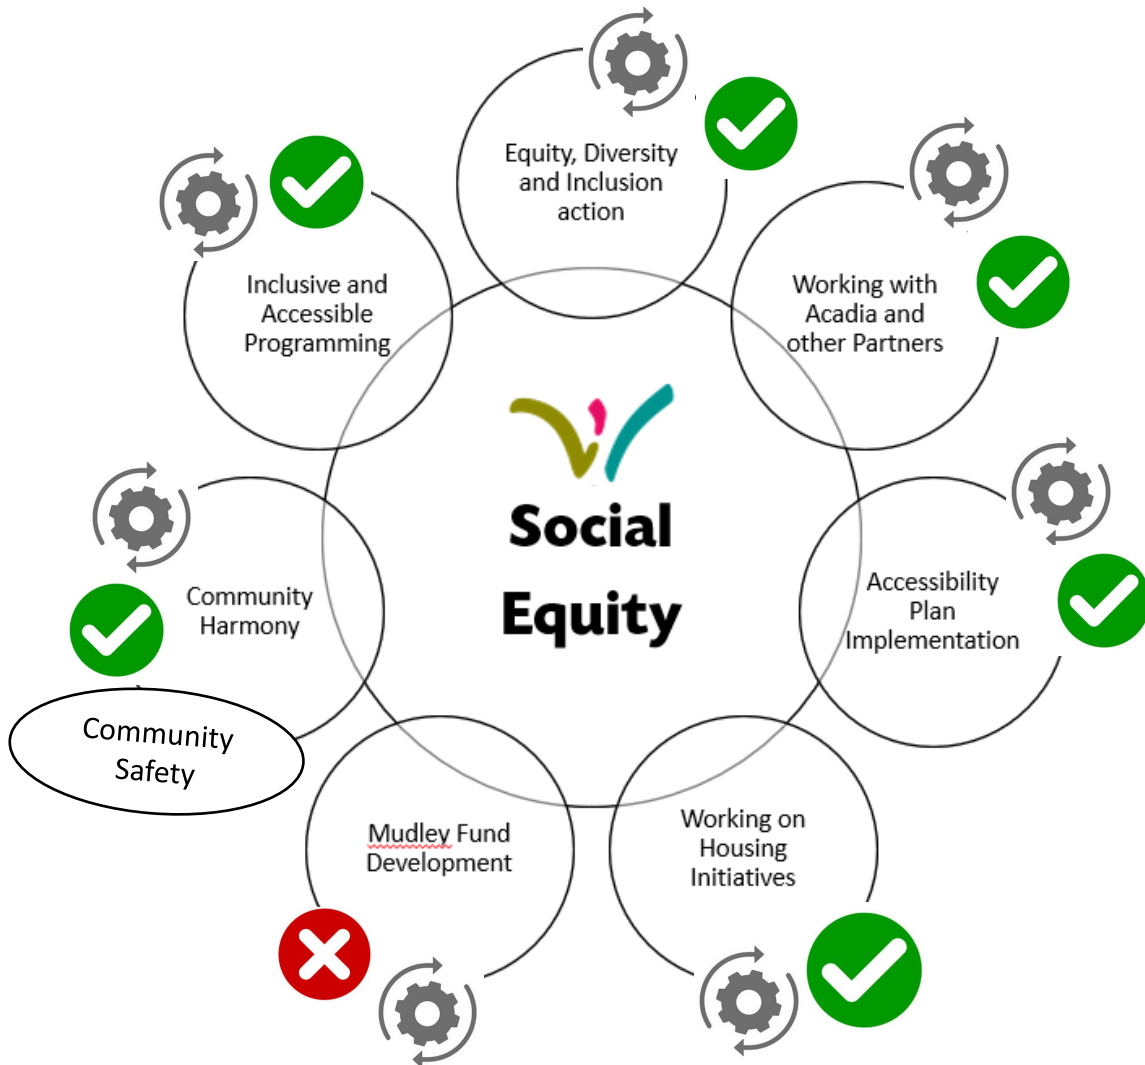 Equity, Diversity
and Inclusion
action
Inclusive and
Accessible
Programming
Working with
Acadia and
other Partners
Social
Equity
Community
Harmony
Accessibility
Plan
Implementation
Community
Safety
Mudley Fund
Development
Working on
Housing
Initiatives